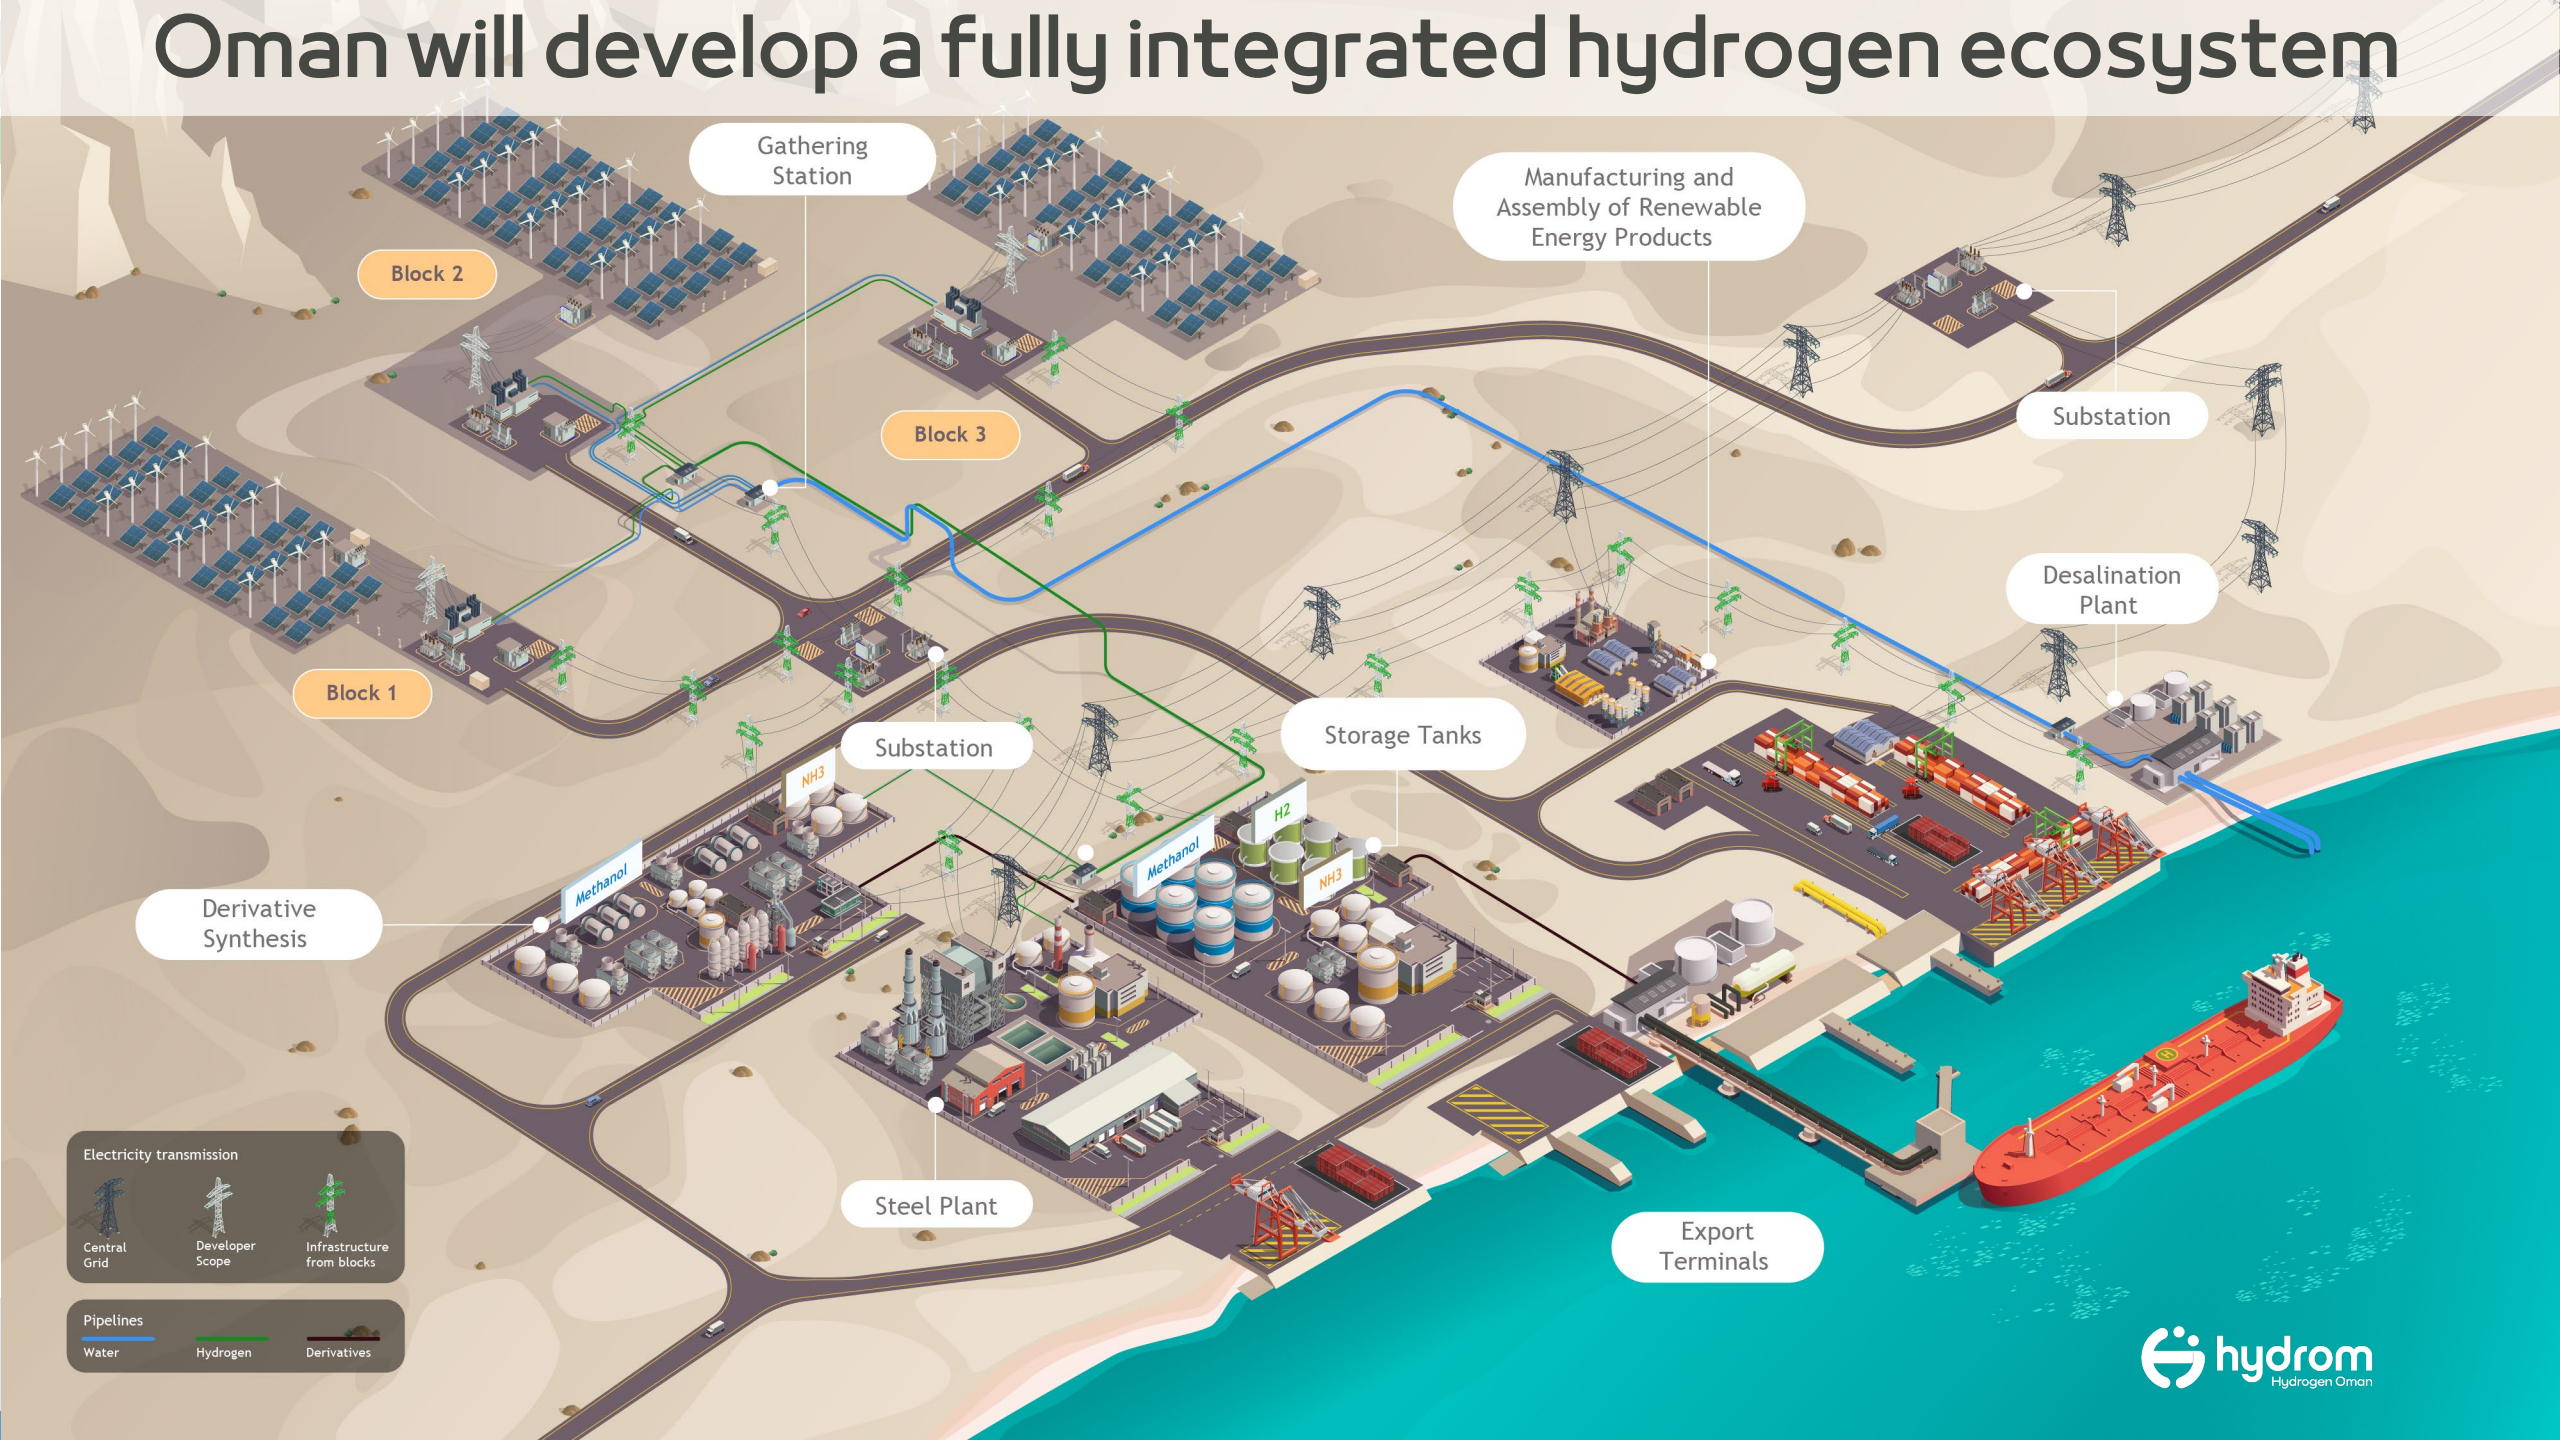 Oman will develop a fully integrated hydrogen ecosystem
Gathering
Station
Manufacturing and
Assembly of Renewable
Energy Products
Block 2
Block 3
Substation
Desalination
Plant
Block 1
Substation
Storage Tanks
NH3
H2
Methanol
NH3
Methanol
Derivative
Synthesis
Steel Plant
Export
Terminals
Electricity transmission
Central
Grid
Developer
Scope
Infrastructure
from blocks
Pipelines
Water
Hydrogen
Derivatives
H
hydrom
Hydrogen Oman